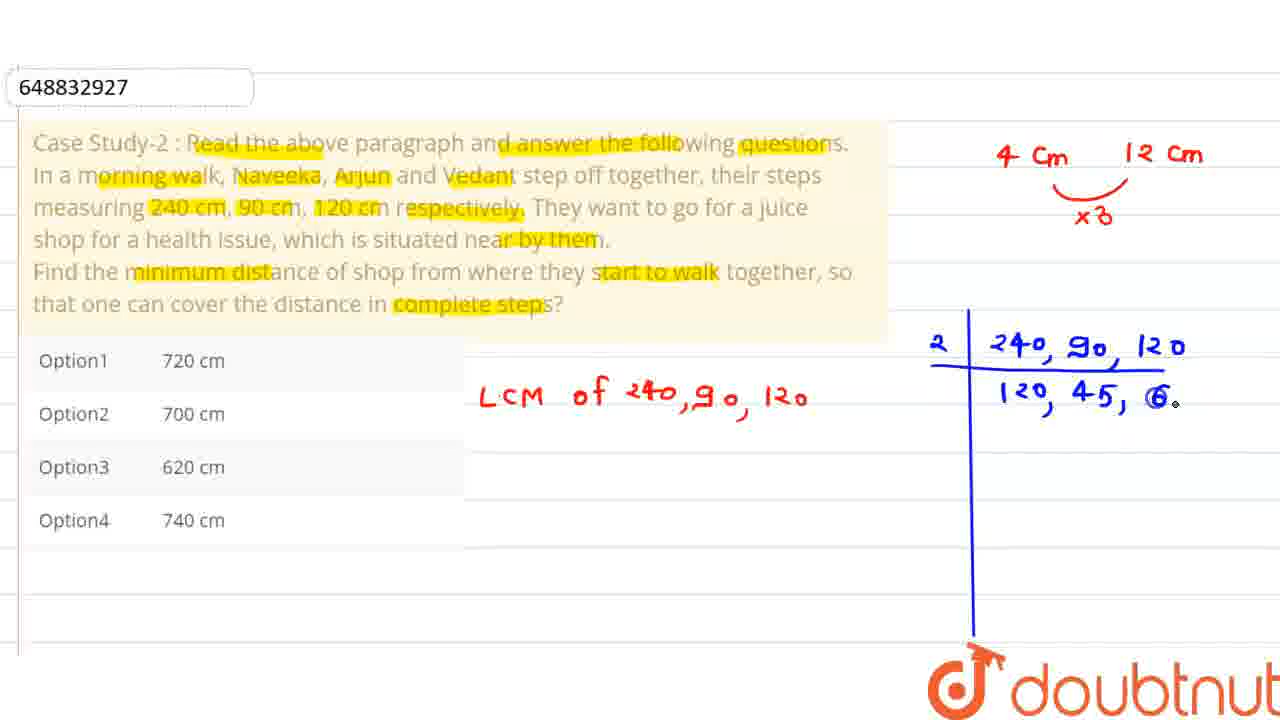 648832927
Case Study-2 : Read the above paragraph and answer the following questions.
In a morning walk, Naveeka, Arjun and Vedant step off together, their steps
measuring 240 cm, 90 cm, 120 cm respectively. They want to go for a juice
shop for a health issue, which is situated near by them.
Find the minimum distance of shop from where they start to walk together, so
that one can cover the distance in complete steps?
Option1 720 cm
Option2 700 cm
Option3 620 cm
Option4 740 cm
4 cm 12 cm
x3
L.CM of 240, 90, 120
2 240, 90, 120
120, 45, 6
doubtnut